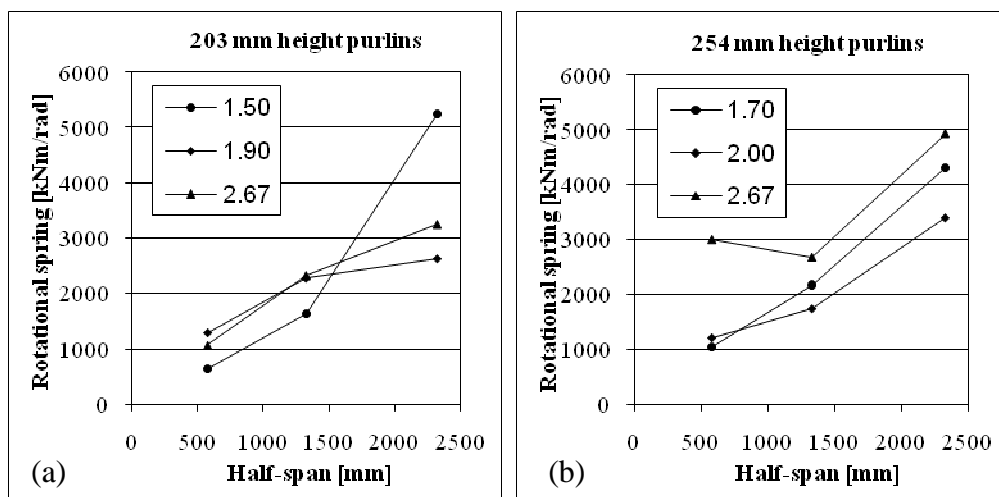 203 mm height purlins
Rotational spring [kNm/rad]
6000
5000
4000
3000
2000
1000
0
1.50
1.90
2.67
0 500 1000 1500 2000 2500
Half-span [mm]
(a)
254 mm height purlins
Rotational spring [kNm/rad]
6000
5000
4000
3000
2000
1000
0
1.70
2.00
2.67
0 500 1000 1500 2000 2500
Half-span [mm]
(b)